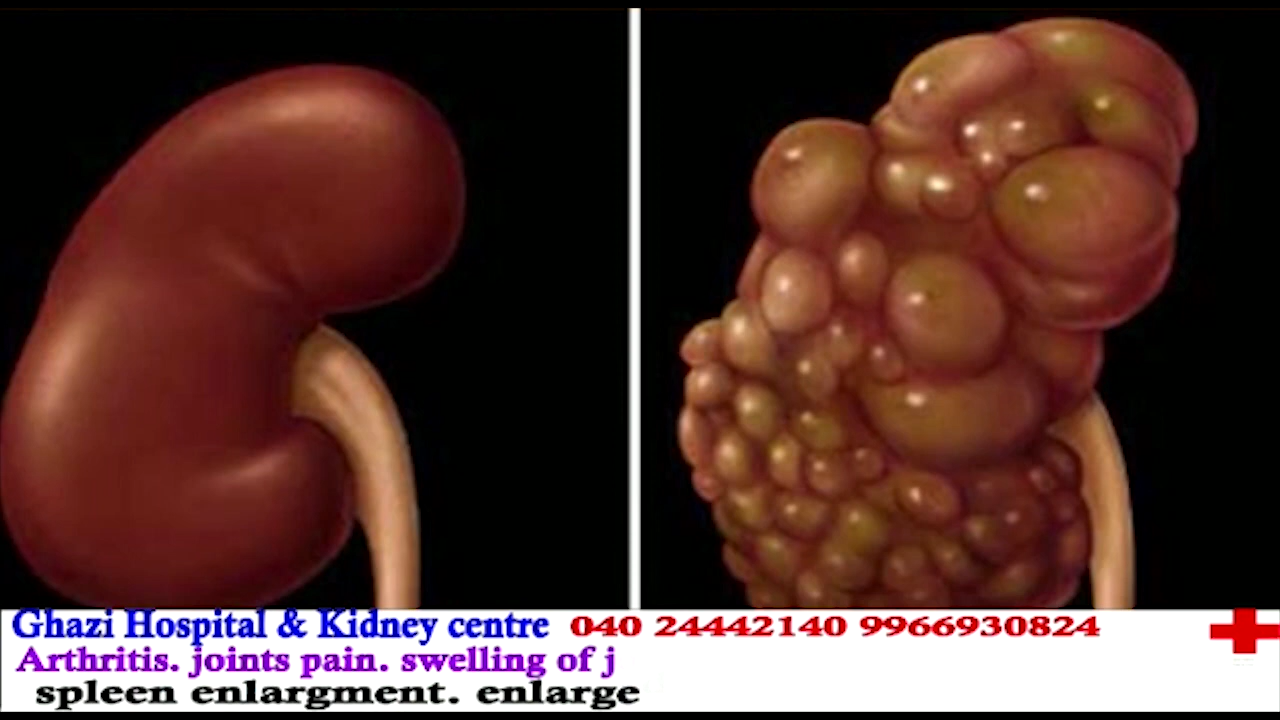 Ghazi Hospital & Kidney centre 040 24442140 9966930824
Arthritis. joints pain. swelling of j
spleen enlargment. enlarge